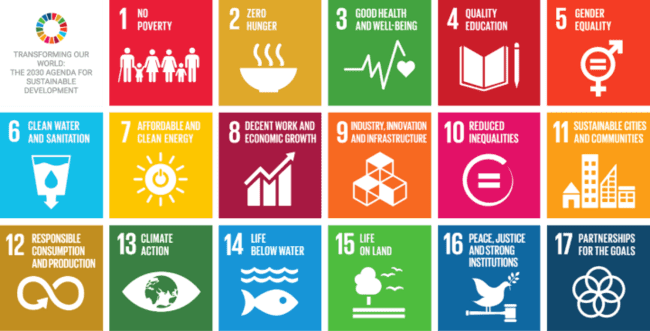 TRANSFORMING OUR
WORLD:
THE 2030 AGENDA FOR
SUSTAINABLE
DEVELOPMENT
1 NO
POVERTY
2 ZERO
HUNGER
3 GOOD HEALTH
AND WELL-BEING
4 QUALITY
EDUCATION
5 GENDER
EQUALITY
6 CLEAN WATER
AND SANITATION
7 AFFORDABLE AND
CLEAN ENERGY
8 DECENT WORK AND
ECONOMIC GROWTH
9 INDUSTRY, INNOVATION
AND INFRASTRUCTURE
10 REDUCED
INEQUALITIES
11 SUSTAINABLE CITIES
AND COMMUNITIES
12 RESPONSIBLE
CONSUMPTION
AND PRODUCTION
13 CLIMATE
ACTION
14 LIFE
BELOW WATER
15 LIFE
ON LAND
16 PEACE, JUSTICE
AND STRONG
INSTITUTIONS
17 PARTNERSHIPS
FOR THE GOALS